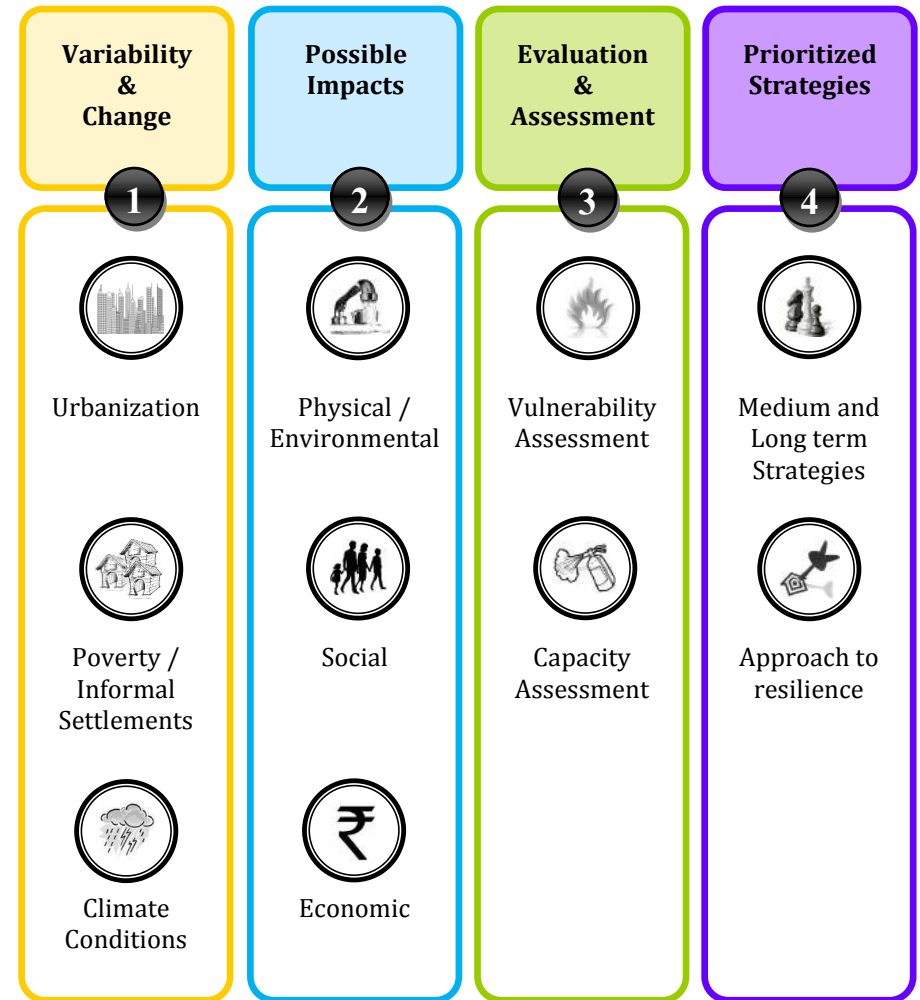 Variability
&
Change
1
Urbanization
Poverty /
Informal
Settlements
Climate
Conditions
Possible
Impacts
2
Physical /
Environmental
Social
₹
Economic
Evaluation
&
Assessment
3
Vulnerability
Assessment
Capacity
Assessment
Prioritized
Strategies
4
Medium and
Long term
Strategies
Approach to
resilience